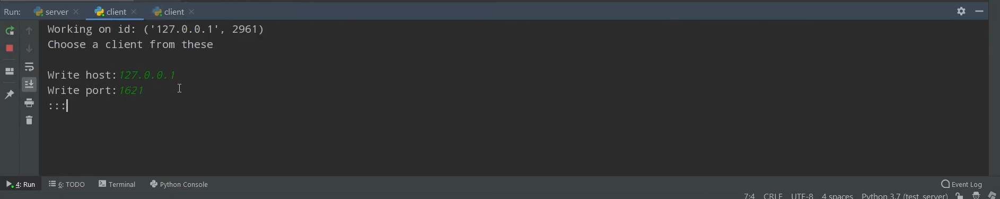 Run: server client client
Working on id: ('127.0.0.1', 2961)
Choose a client from these
Write host:127.0.0.1
Write port:1621
:::
4: Run 6: TODO Terminal Python Console Event Log
7:4 CRLF UTF-8 4 spaces Python 3.7 (test_server)